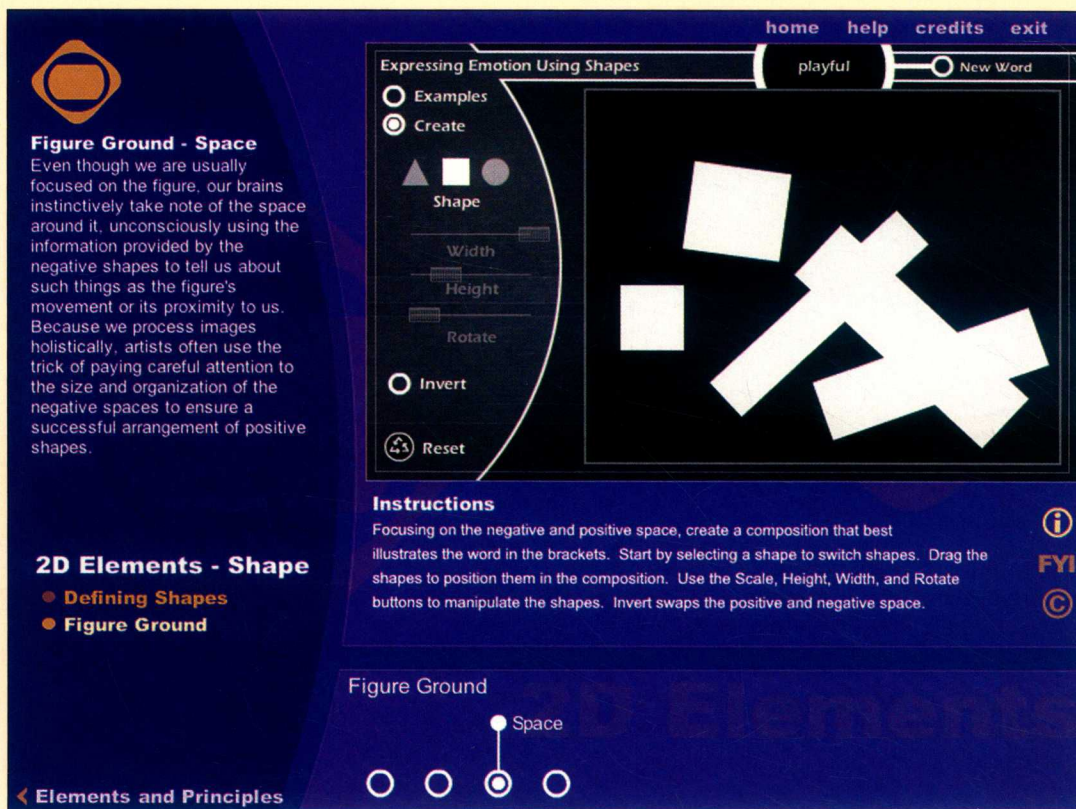 home help credits exit
Expressing Emotion Using Shapes
playful
New Word
Examples
Create
Shape
Width
Height
Rotate
Invert
Reset
Figure Ground - Space
Even though we are usually
focused on the figure, our brains
instinctively take note of the space
around it, unconsciously using the
information provided by the
negative shapes to tell us about
such things as the figure's
movement or its proximity to us.
Because we process images
holistically, artists often use the
trick of paying careful attention to
the size and organization of the
negative spaces to ensure a
successful arrangement of positive
shapes.
Instructions
Focusing on the negative and positive space, create a composition that best
illustrates the word in the brackets. Start by selecting a shape to switch shapes. Drag the
shapes to position them in the composition. Use the Scale, Height, Width, and Rotate
buttons to manipulate the shapes. Invert swaps the positive and negative space.
i
FYI
©
2D Elements - Shape
Defining Shapes
Figure Ground
Figure Ground
2D Elements
Space
Elements and Principles